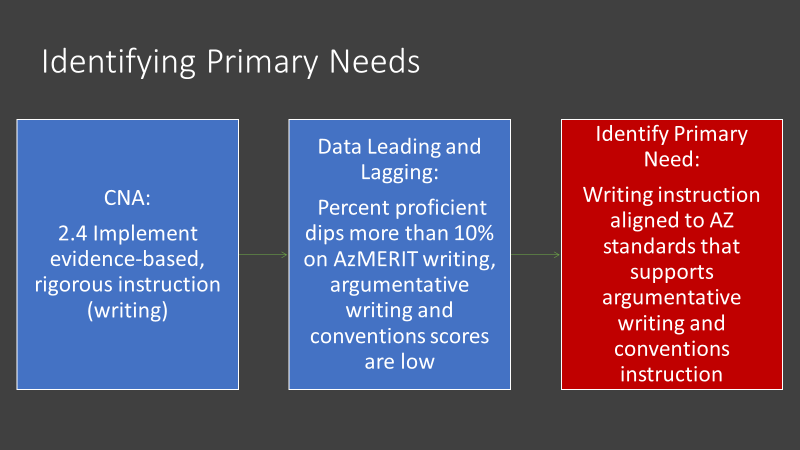 Identifying Primary Needs
CNA:
2.4 Implement
evidence-based,
rigorous instruction
(writing)
Data Leading and
Lagging:
Percent proficient
dips more than 10%
on AzMERIT writing,
argumentative
writing and
conventions scores
are low
Identify Primary
Need:
Writing instruction
aligned to AZ
standards that
supports
argumentative
writing and
conventions
instruction